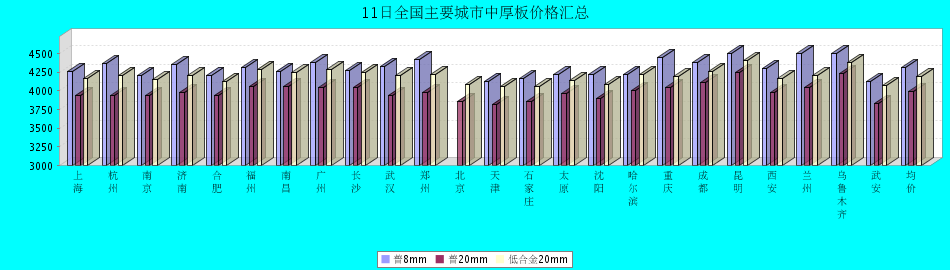 11日全国主要城市中厚板价格汇总
4500
4250
4000
3750
3500
3250
3000
上海
杭州
南京
济南
合肥
福州
南昌
广州
长沙
武汉
郑州
北京
天津
石家庄
太原
沈阳
哈尔滨
重庆
成都
昆明
西安
兰州
乌鲁木齐
武安
均价
普8mm 普20mm 低合金20mm